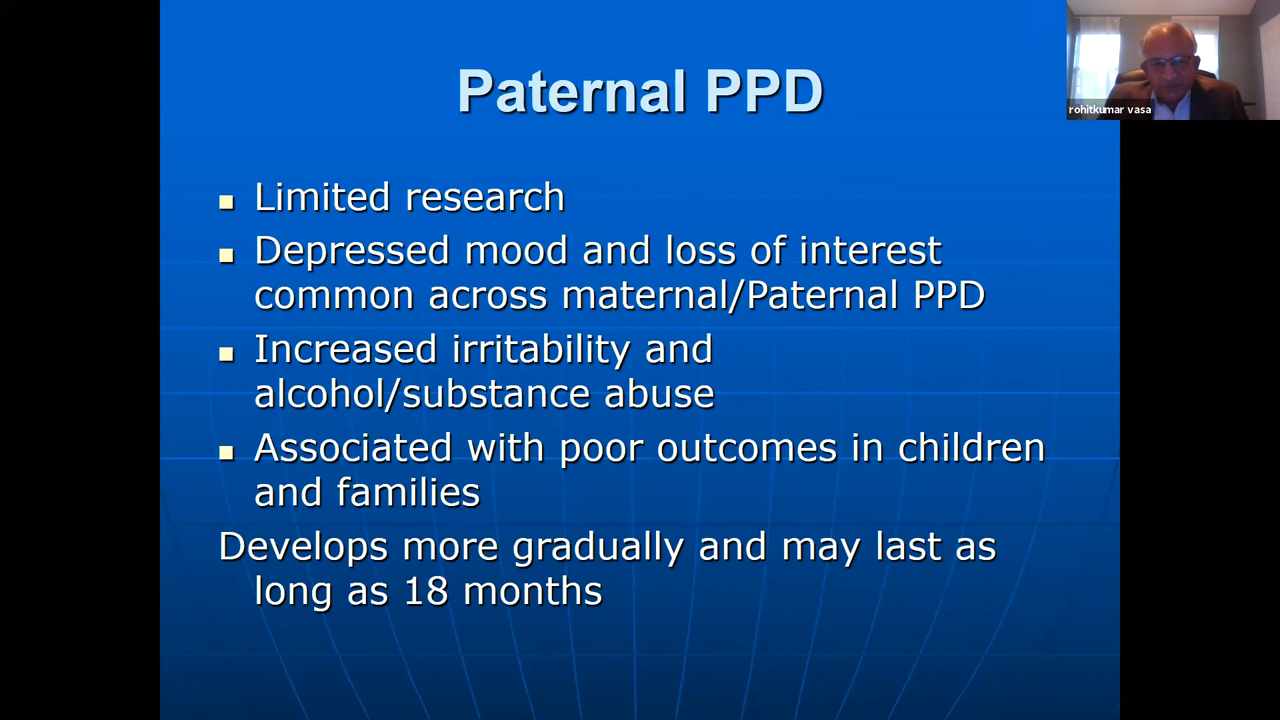 Paternal PPD
rohitkumar vasa
Limited research
Depressed mood and loss of interest
common across maternal/Paternal PPD
Increased irritability and
alcohol/substance abuse
Associated with poor outcomes in children
and families
Develops more gradually and may last as
long as 18 months